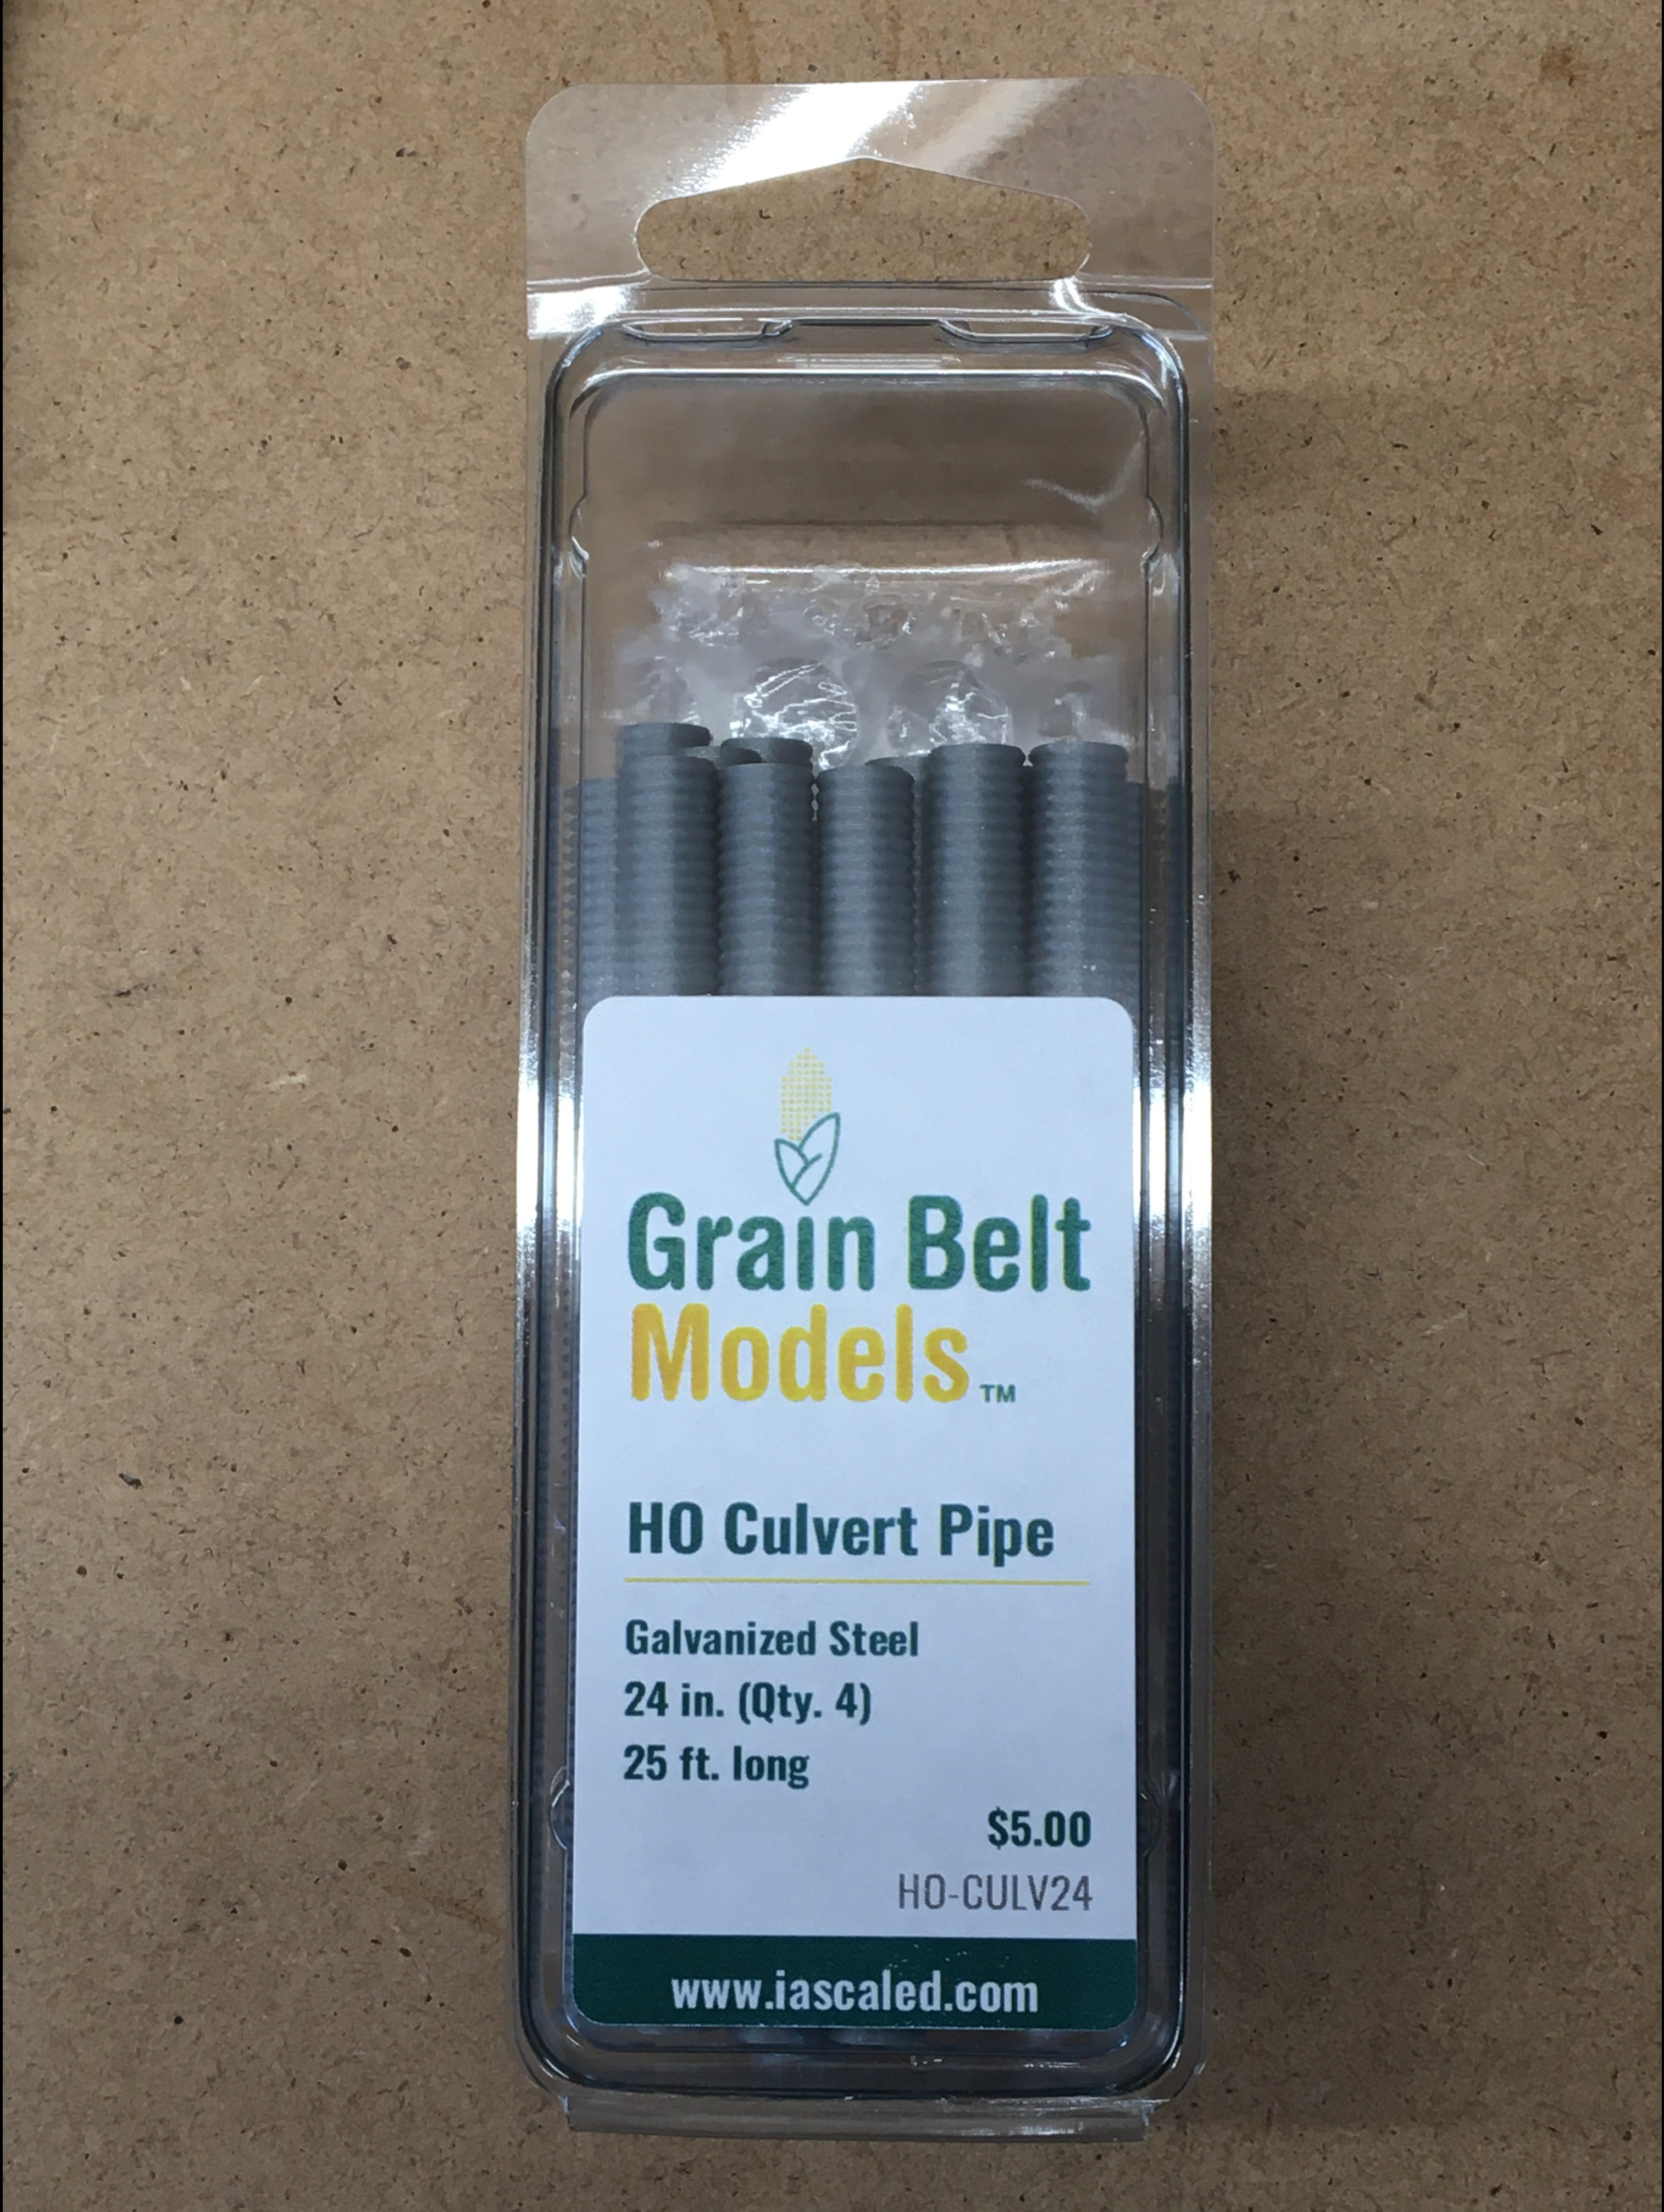 Grain Belt
Models™
HO Culvert Pipe
Galvanized Steel
24 in. (Qty. 4)
25 ft. long
$5.00
HO-CULV24
www.iascaled.com